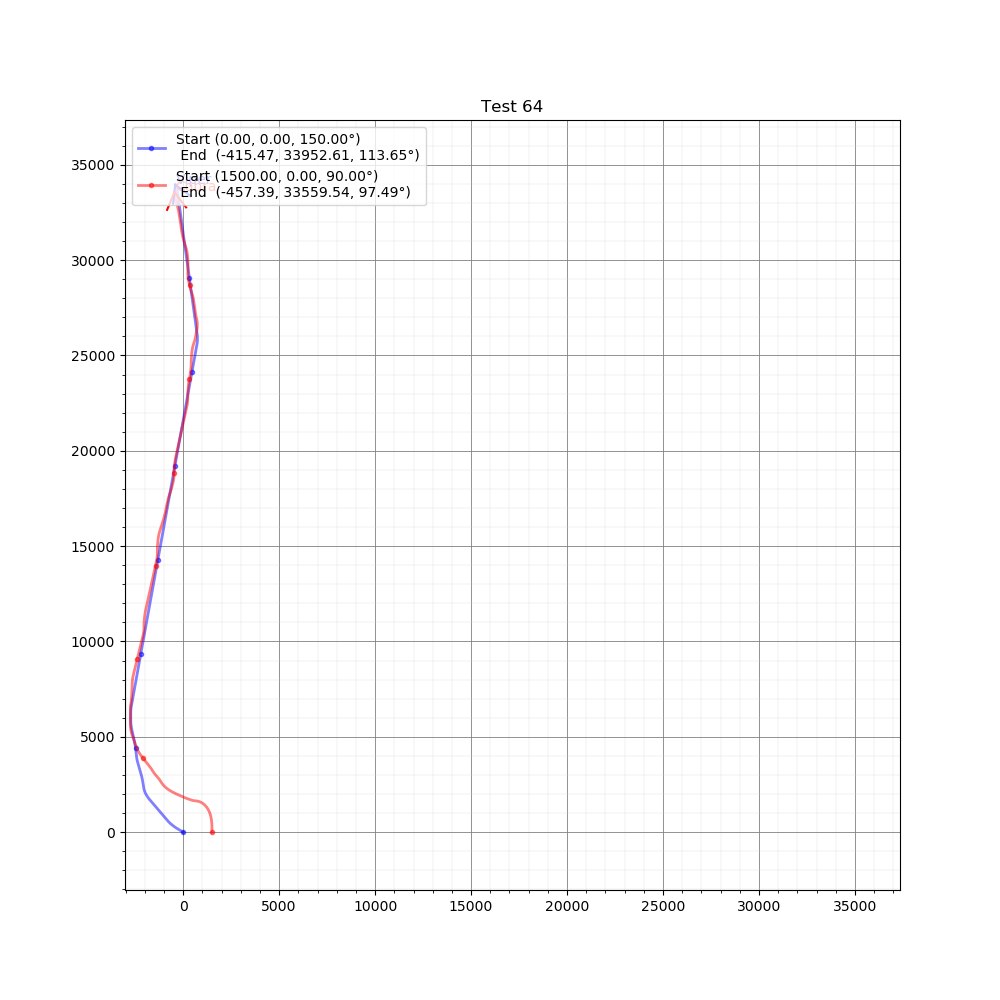 Test 64
Start (0.00, 0.00, 150.00°)
End (-415.47, 33952.61, 113.65°)
Start (1500.00, 0.00, 90.00°)
End (-457.39, 33559.54, 97.49°)
35000
30000
25000
20000
15000
10000
5000
0
0 5000 10000 15000 20000 25000 30000 35000